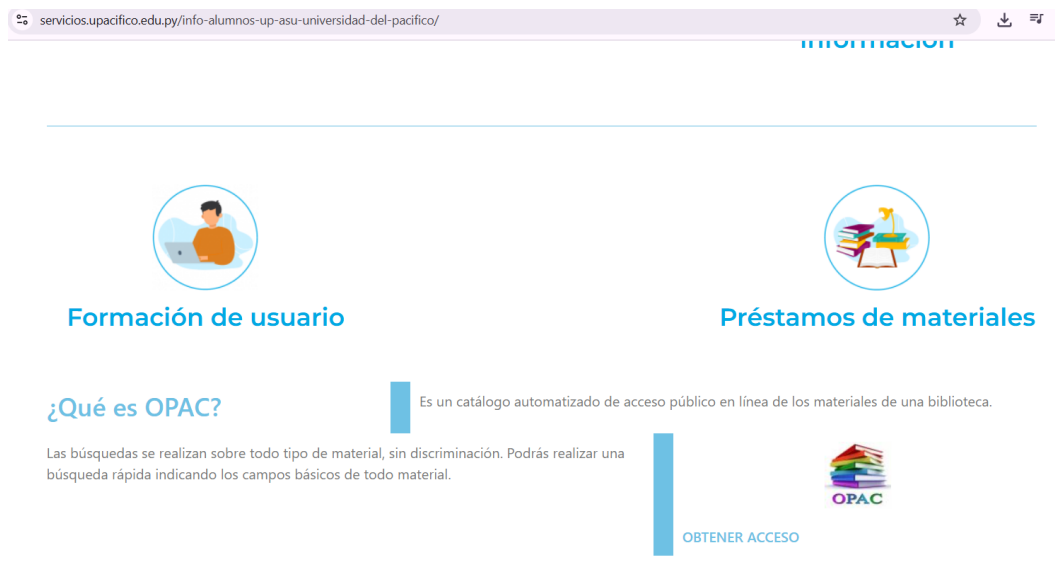 servicios.upacifico.edu.py/info-alumnos-up-asu-universidad-del-pacifico/
información
Formación de usuario
Préstamos de materiales
¿Qué es OPAC?
Es un catálogo automatizado de acceso público en línea de los materiales de una biblioteca.
Las búsquedas se realizan sobre todo tipo de material, sin discriminación. Podrás realizar una
búsqueda rápida indicando los campos básicos de todo material.
OPAC
OBTENER ACCESO